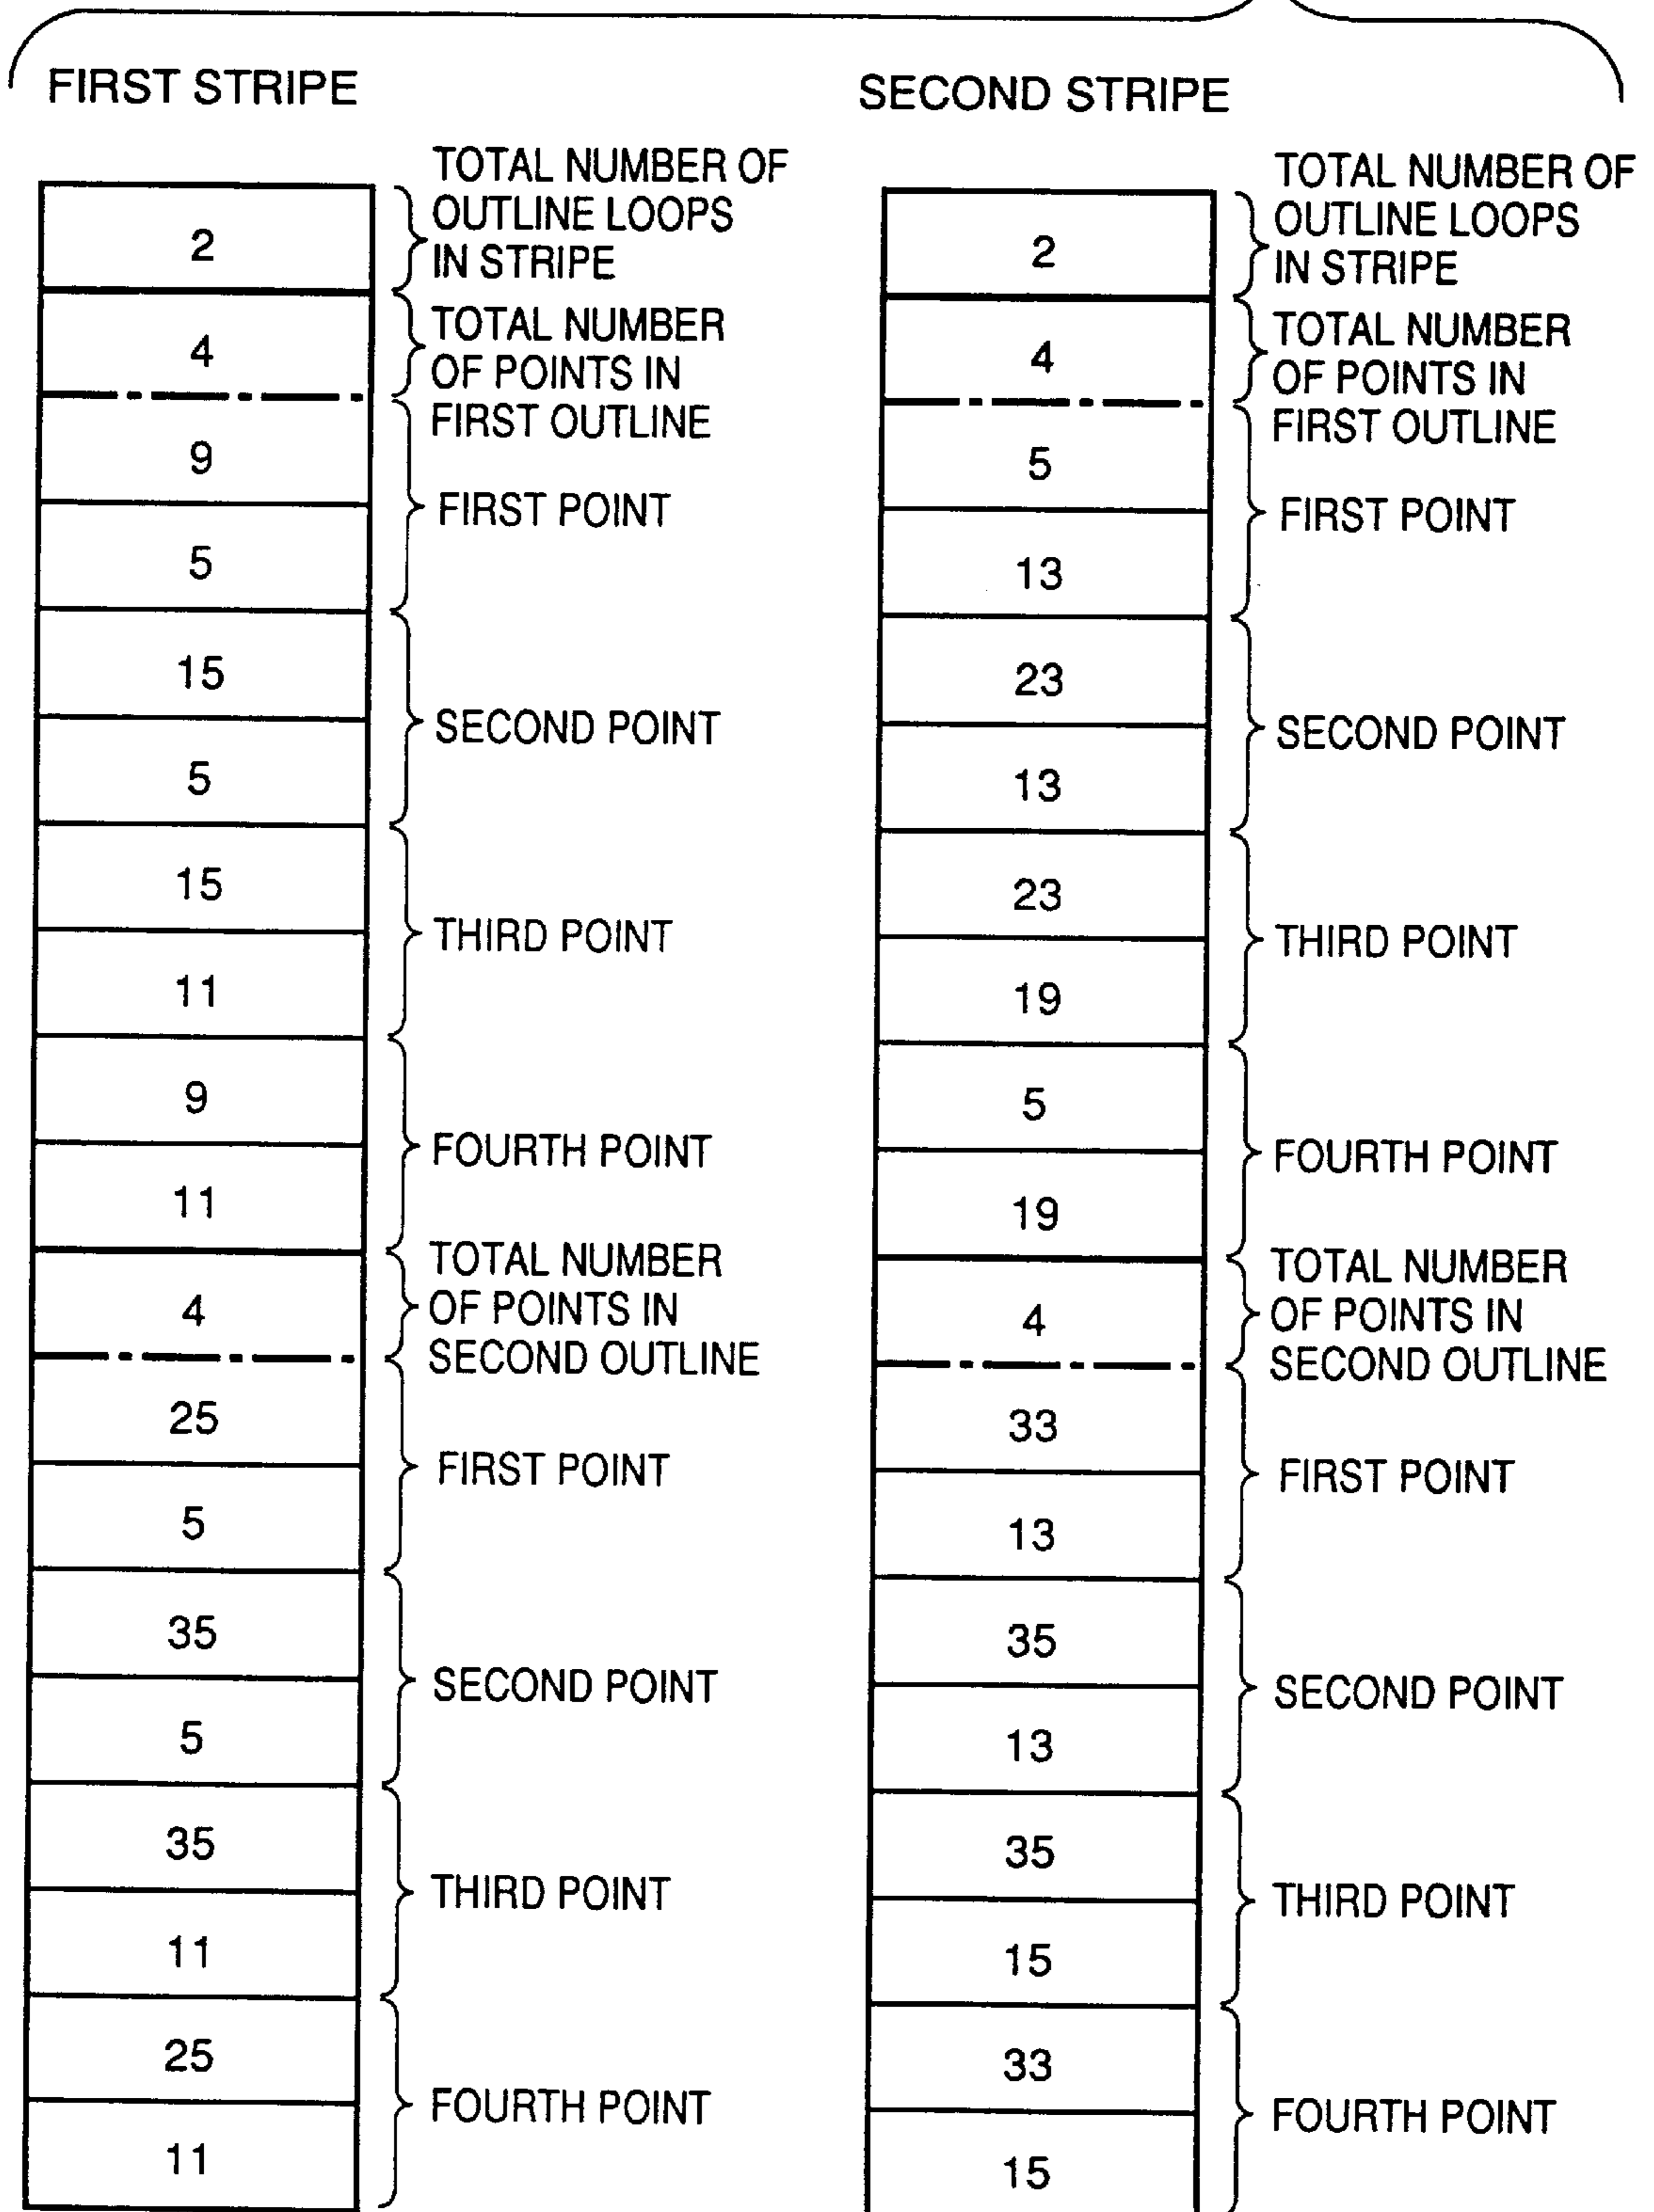 FIRST STRIPE
2
TOTAL NUMBER OF
OUTLINE LOOPS
IN STRIPE
4
TOTAL NUMBER
OF POINTS IN
FIRST OUTLINE
9
5
FIRST POINT
15
5
SECOND POINT
15
11
THIRD POINT
9
11
FOURTH POINT
4
TOTAL NUMBER
OF POINTS IN
SECOND OUTLINE
25
5
FIRST POINT
35
5
SECOND POINT
35
11
THIRD POINT
25
11
FOURTH POINT
SECOND STRIPE
2
TOTAL NUMBER OF
OUTLINE LOOPS
IN STRIPE
4
TOTAL NUMBER
OF POINTS IN
FIRST OUTLINE
5
13
FIRST POINT
23
13
SECOND POINT
23
19
THIRD POINT
5
19
FOURTH POINT
4
TOTAL NUMBER
OF POINTS IN
SECOND OUTLINE
33
13
FIRST POINT
35
13
SECOND POINT
35
15
THIRD POINT
33
15
FOURTH POINT